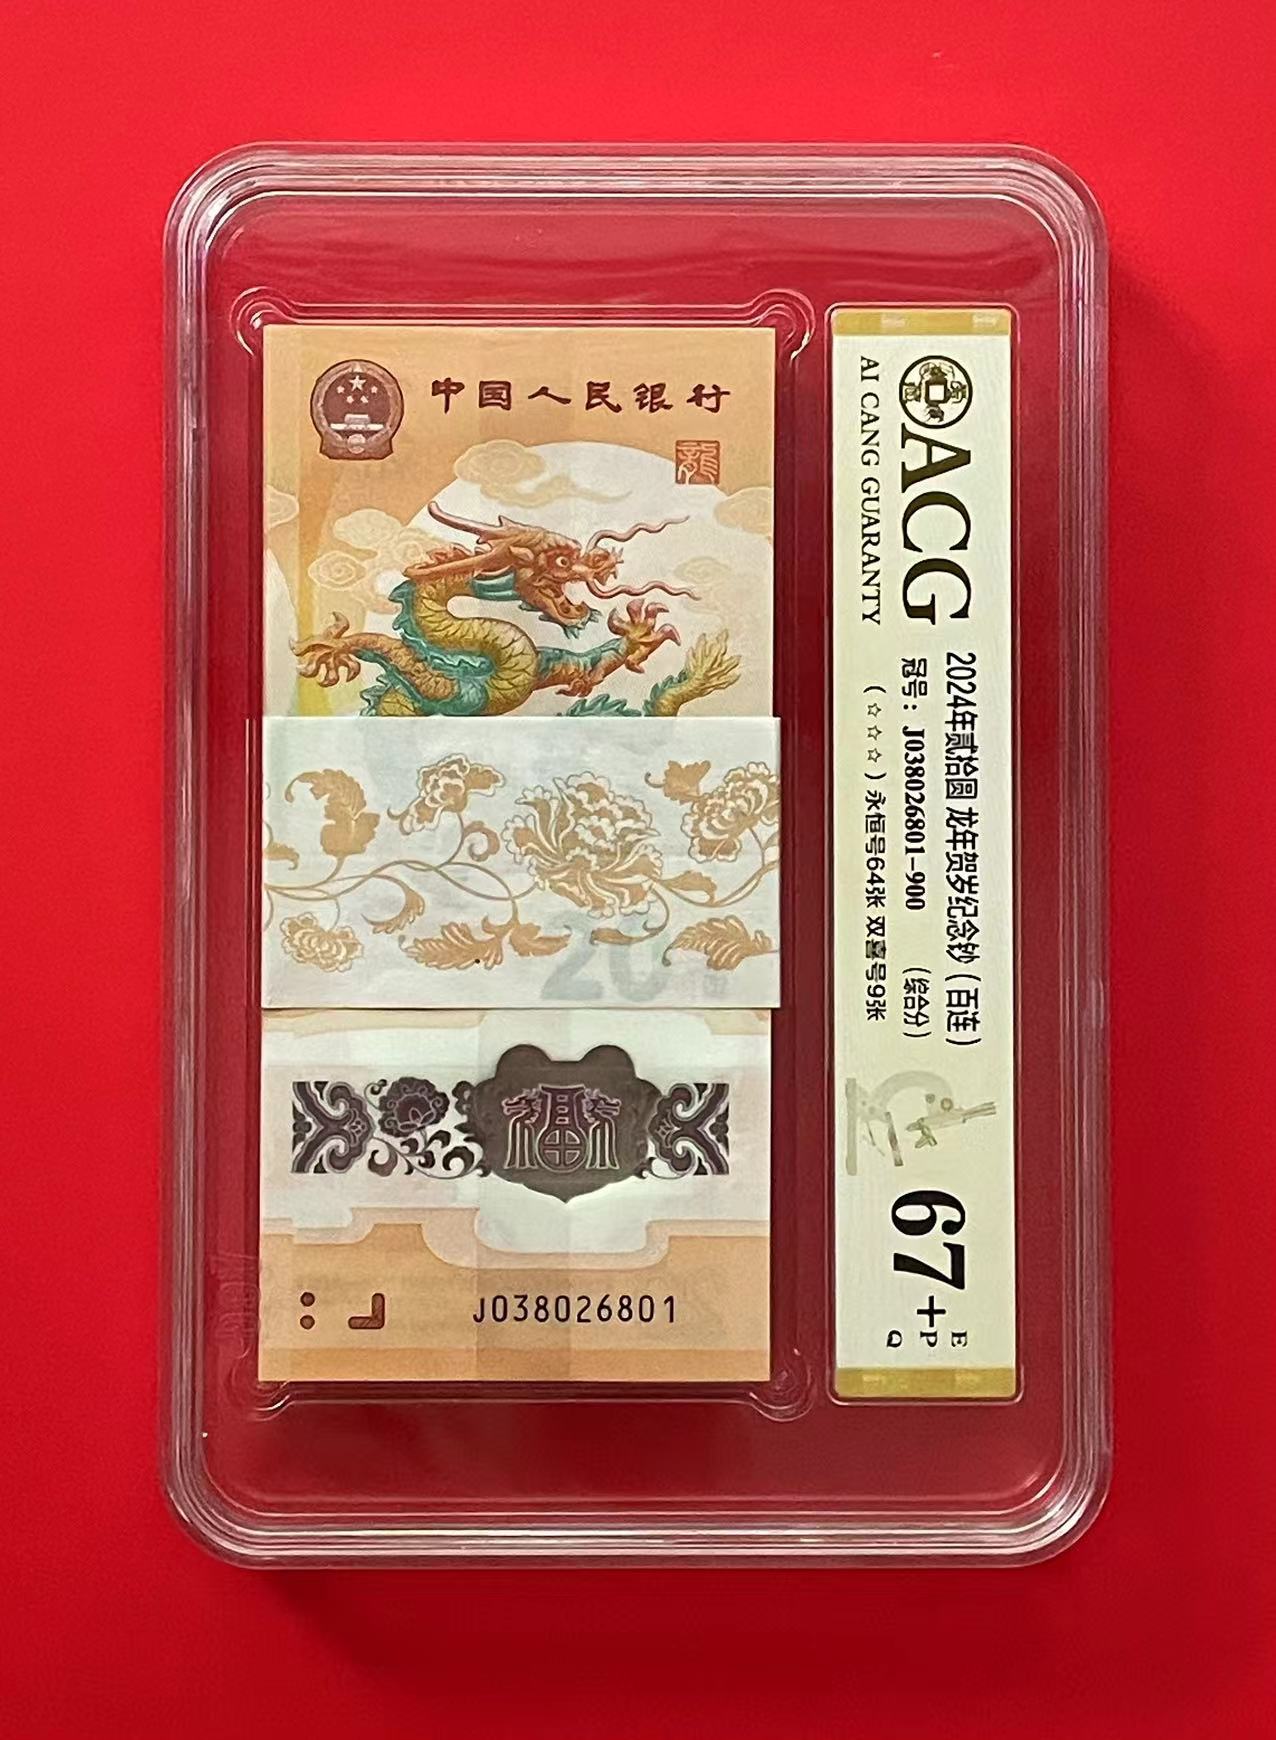 中国人民银行
龍
20
福
J038026801
ACG
AI CANG GUARANTY
2024年贰拾圆 龙年贺岁纪念钞（百连）
冠号：J038026801-900 （综合分）
（☆☆☆）永恒号64张 双喜号9张
67+
E
P
Q